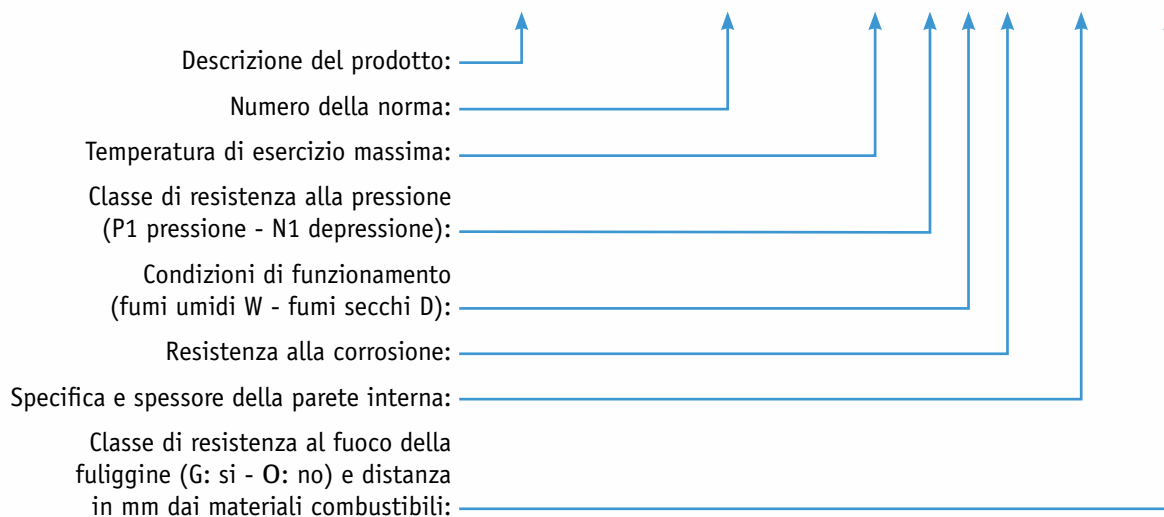 Descrizione del prodotto:
Numero della norma:
Temperatura di esercizio massima:
Classe di resistenza alla pressione
(P1 pressione - N1 depressione):
Condizioni di funzionamento
(fumi umidi W - fumi secchi D):
Resistenza alla corrosione:
Specifica e spessore della parete interna:
Classe di resistenza al fuoco della
fuliggine (G: si - O: no) e distanza
in mm dai materiali combustibili: